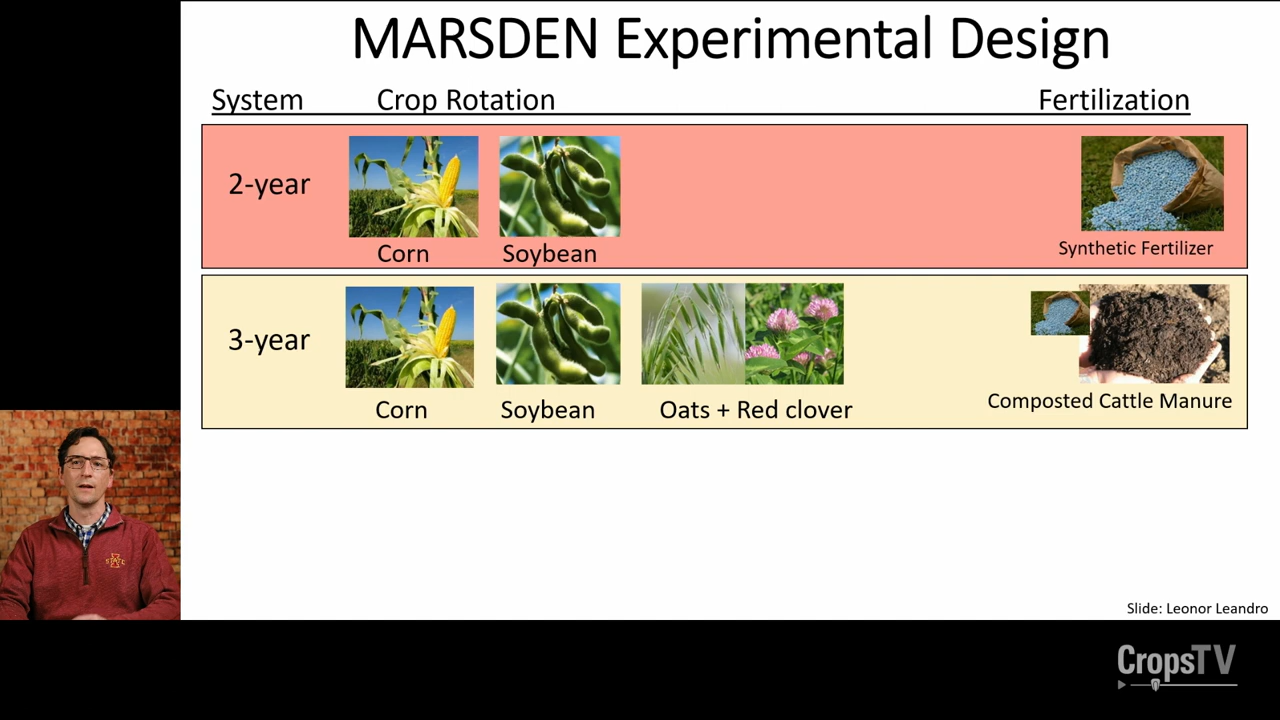 MARSDEN Experimental Design
System Crop Rotation Fertilization
2-year
Corn Soybean Synthetic Fertilizer
3-year
Corn Soybean Oats + Red clover Composted Cattle Manure
STATE
Slide: Leonor Leandro
CropsTV